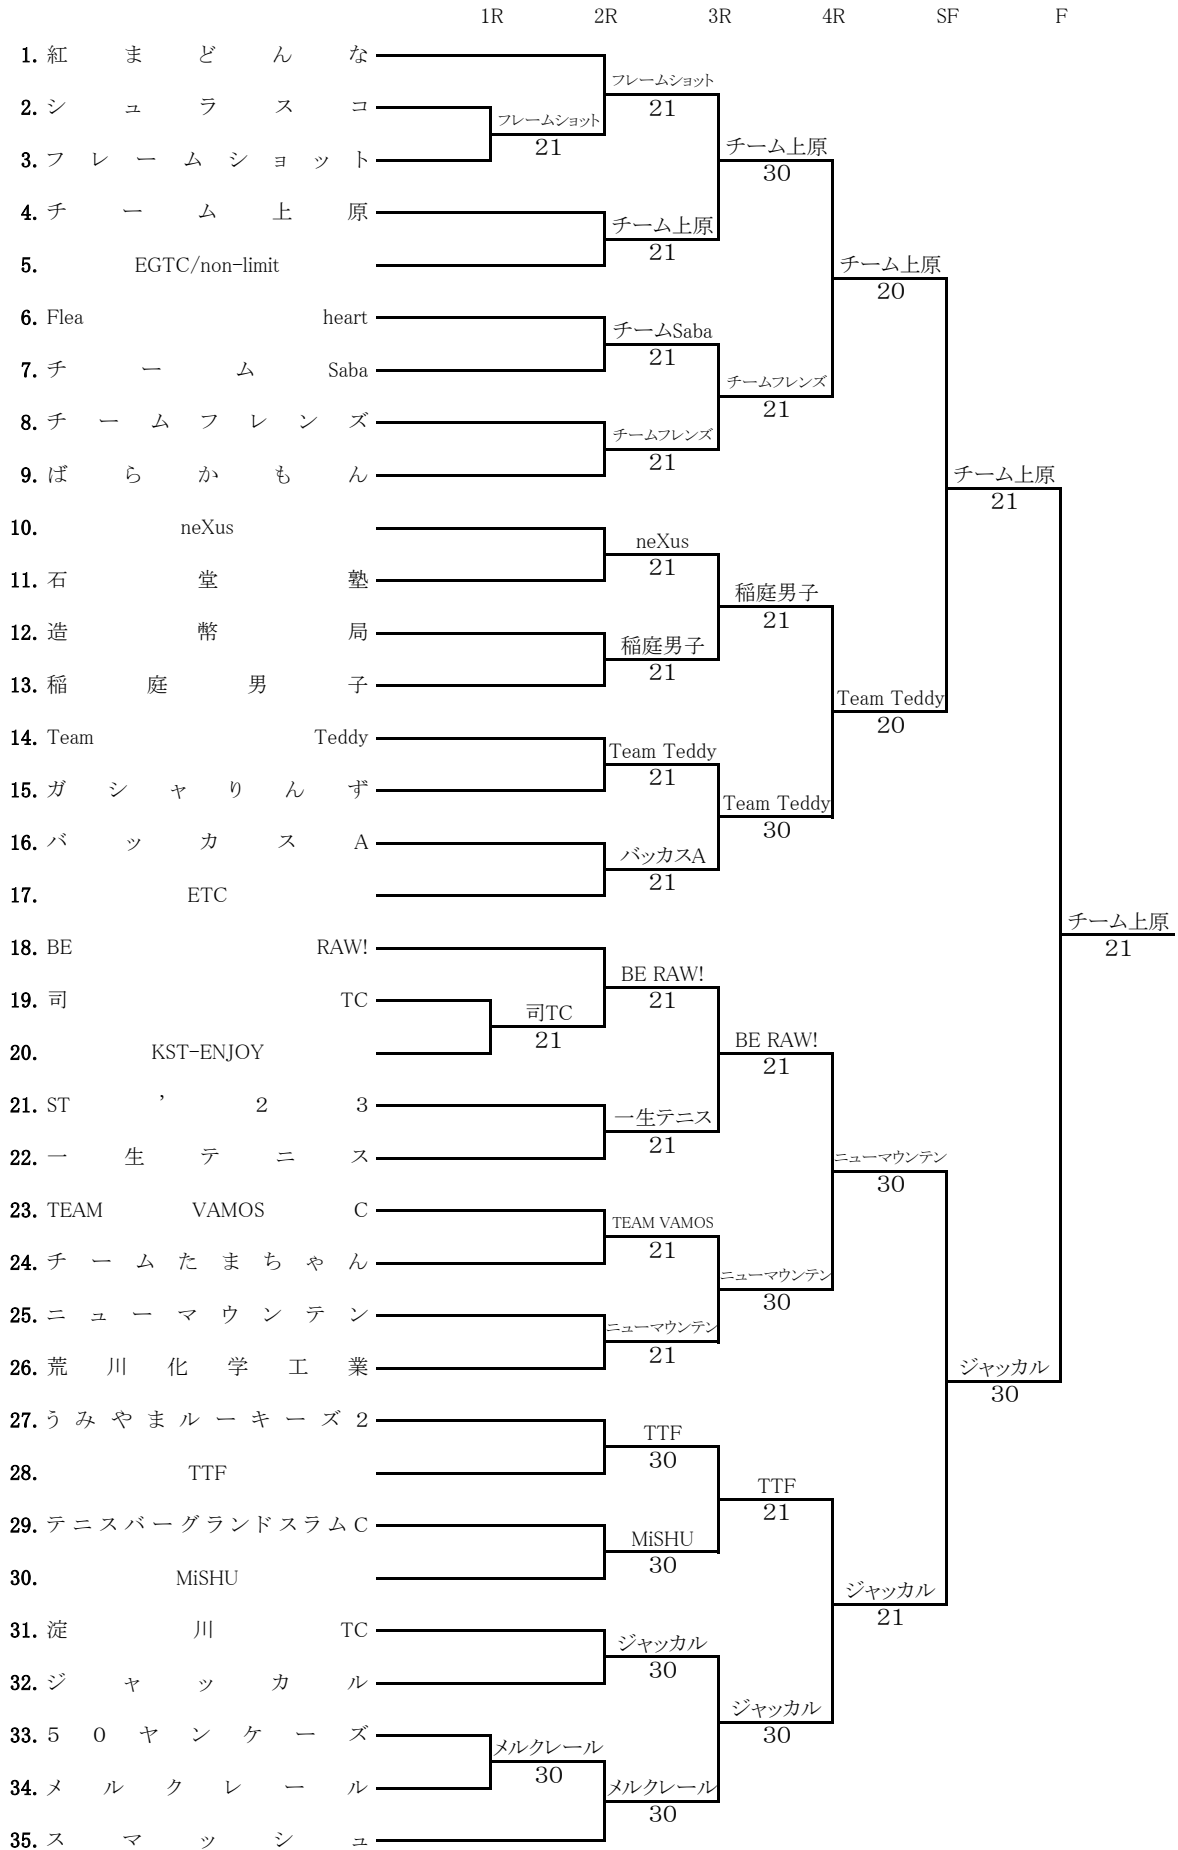 1R 2R 3R 4R SF F
1. 紅まどんな
フレームショット
2. シュラスコ
21
フレームショット
21
チーム上原
3. フレームショット
30
4. チーム上原
チーム上原
21
5. EGTC/non-limit
チーム上原
20
6. Flea heart
チームSaba
21
7. チームSaba
チームフレンズ
21
8. チームフレンズ
チームフレンズ
21
9. ばらかもん
チーム上原
21
10. neXus
neXus
21
11. 石堂塾
稲庭男子
21
12. 造幣局
稲庭男子
21
13. 稲庭男子
Team Teddy
20
14. Team Teddy
Team Teddy
21
15. ガシャりんず
Team Teddy
30
16. バッカスA
バッカスA
21
17. ETC
チーム上原
21
18. BE RAW!
BE RAW!
21
19. 司TC
司TC
21
BE RAW!
20. KST-ENJOY
21
21. ST’23
一生テニス
21
22. 一生テニス
ニューマウンテン
30
23. TEAM VAMOS C
TEAM VAMOS
21
24. チームたまちゃん
ニューマウンテン
30
25. ニューマウンテン
ニューマウンテン
21
26. 荒川化学工業
ジャッカル
30
27. うみやまルーキーズ2
TTF
30
28. TTF
TTF
21
29. テニスバーグランドスラムC
MiSHU
30
30. MiSHU
ジャッカル
21
31. 淀川TC
ジャッカル
30
32. ジャッカル
ジャッカル
30
33. 50ヤンケーズ
メルクレール
30
34. メルクレール
メルクレール
30
35. スマッシュ